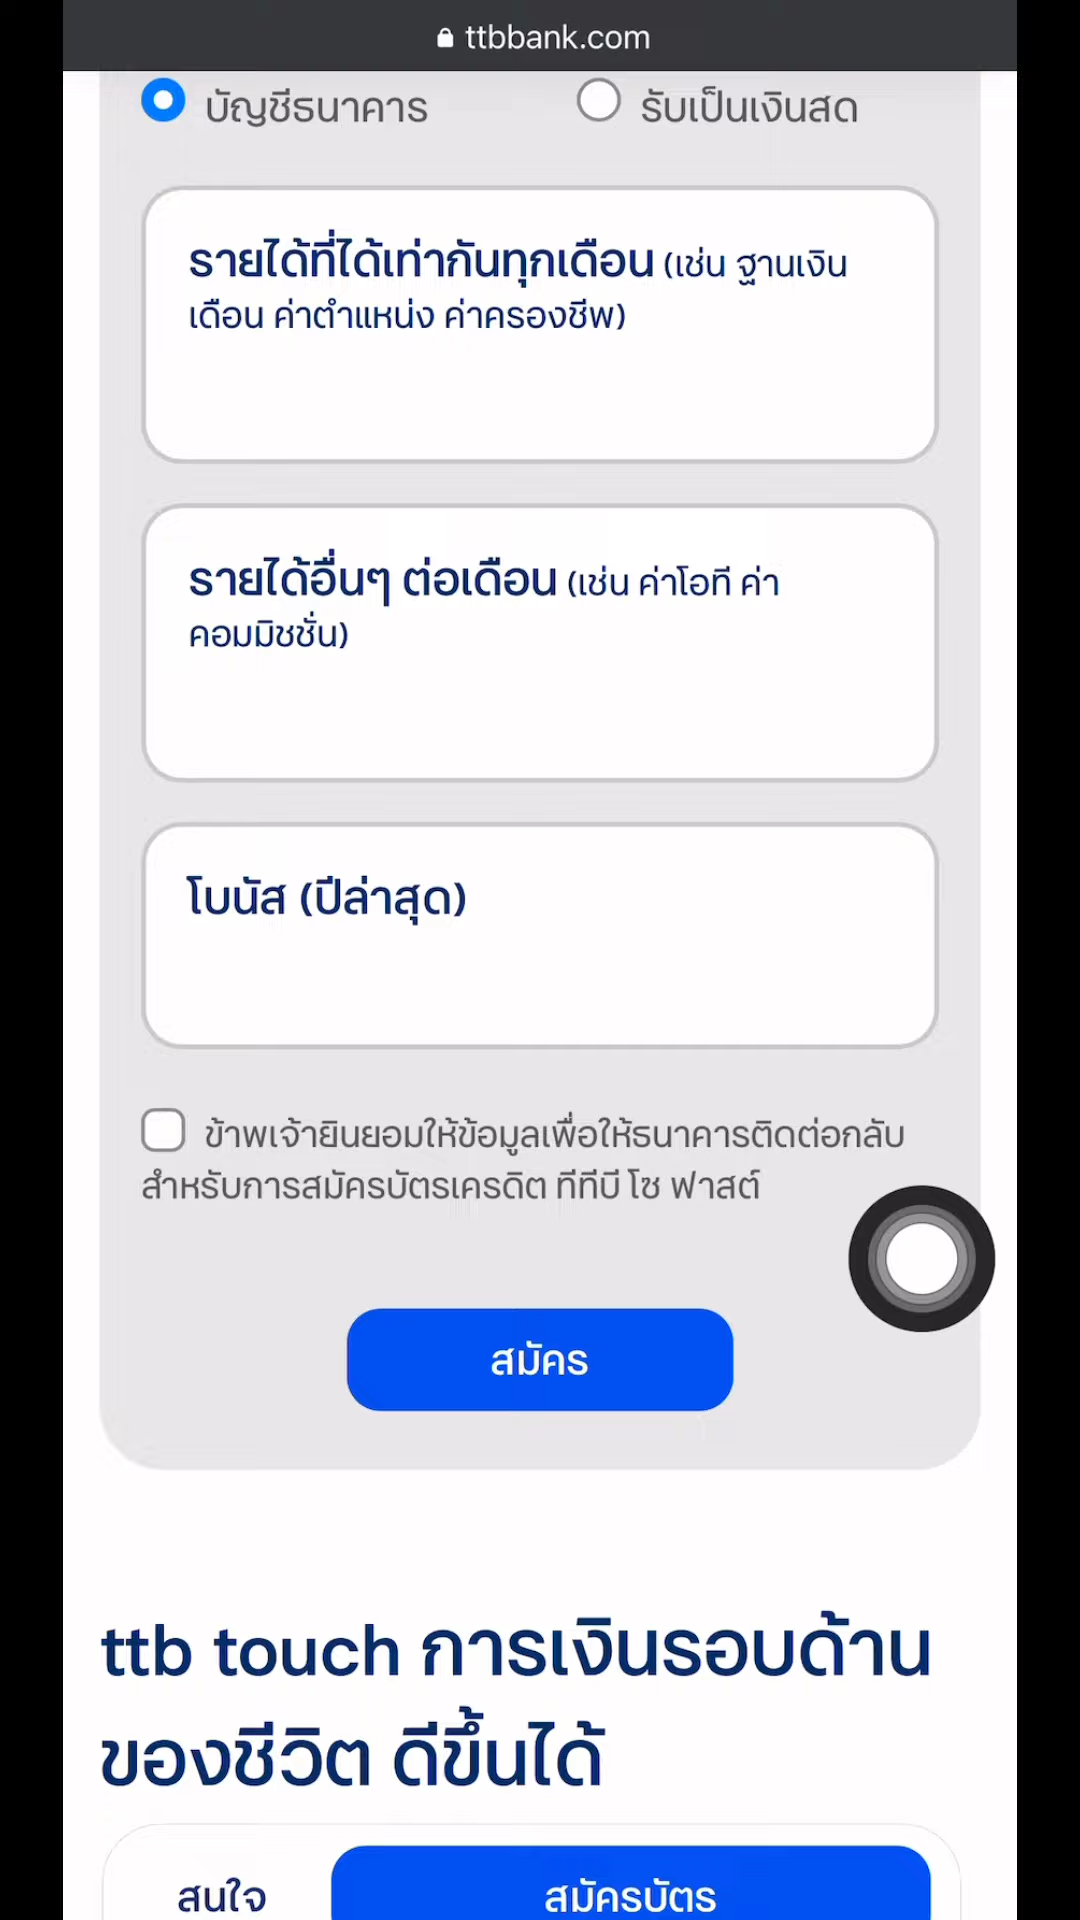 ttbbank.com
บัญชีธนาคาร
รับเป็นเงินสด
รายได้ที่ได้เท่ากันทุกเดือน (เช่น ฐานเงิน
เดือน ค่าตำแหน่ง ค่าครองชีพ)
รายได้อื่นๆ ต่อเดือน (เช่น ค่าโอที ค่า
คอมมิชชั่น)
โบนัส (ปีล่าสุด)
ข้าพเจ้ายินยอมให้ข้อมูลเพื่อให้ธนาคารติดต่อกลับ
สำหรับการสมัครบัตรเครดิต ทีทีบี โซ ฟาสต์
สมัคร
ttb touch การเงินรอบด้าน
ของชีวิต ดีขึ้นได้
สนใจ
สมัครบัตร